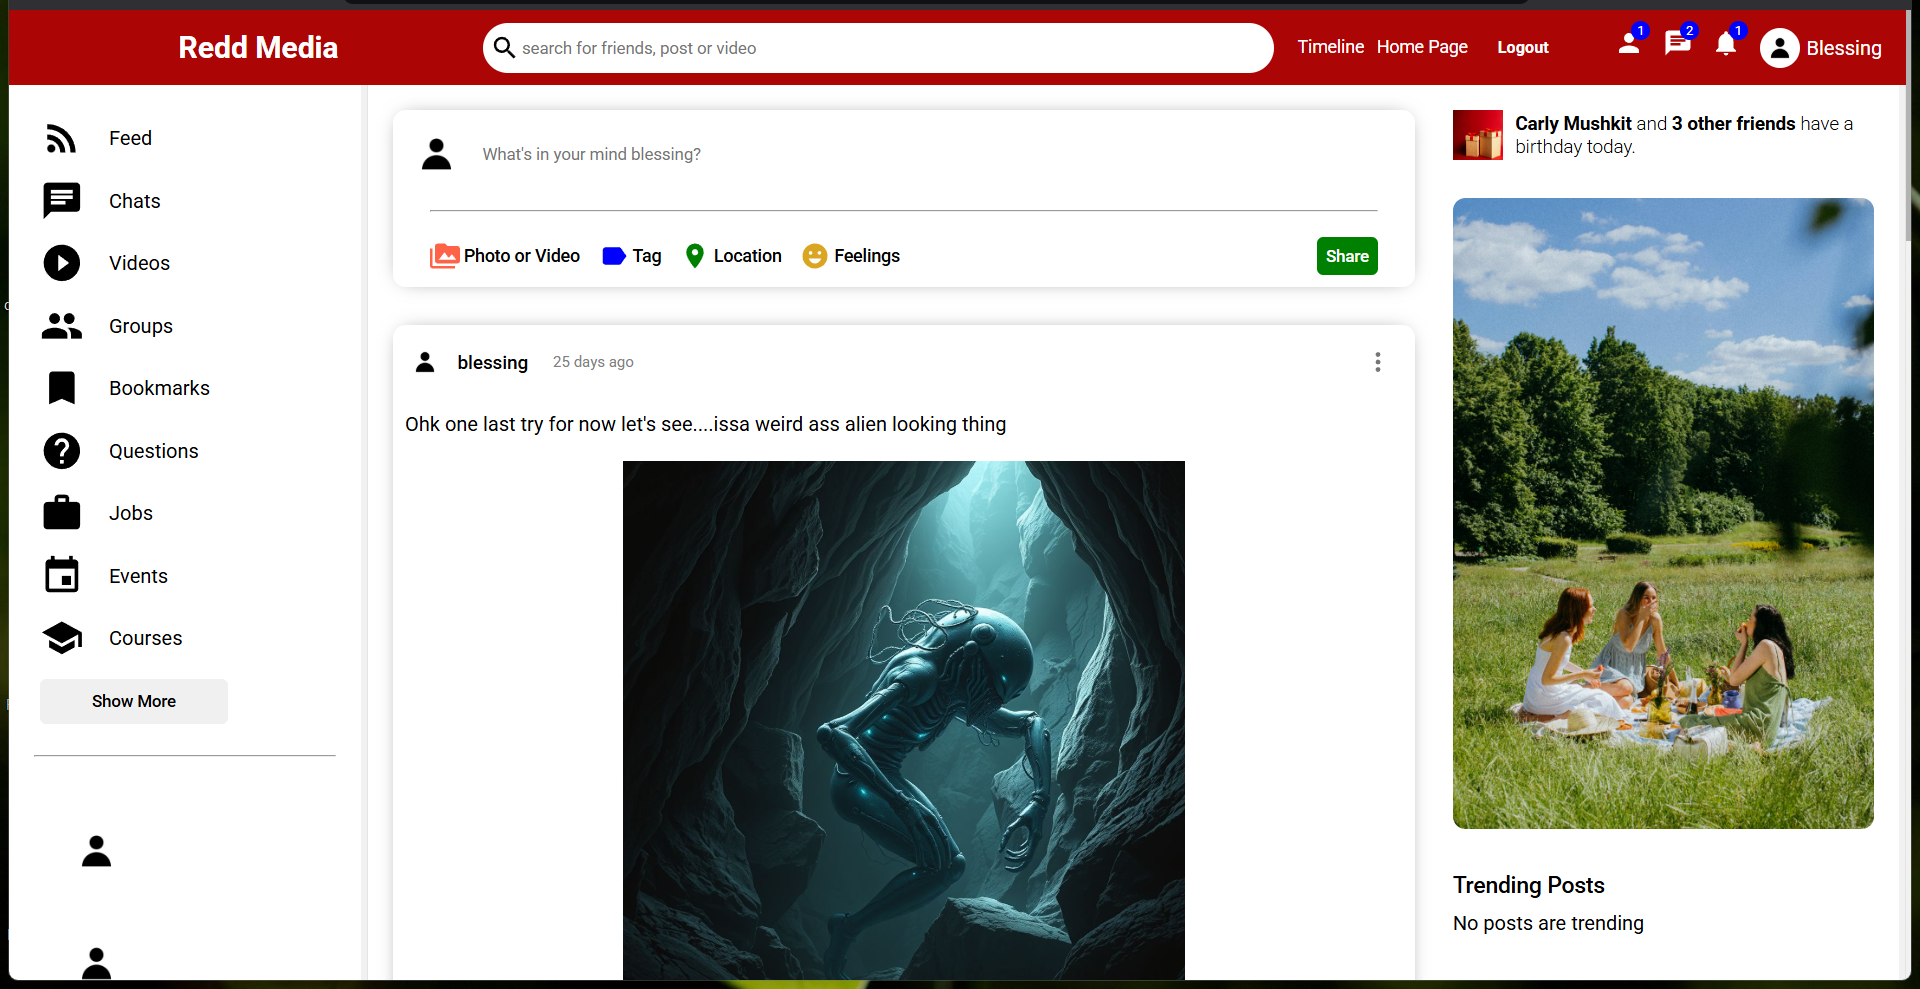 Redd Media
search for friends, post or video
Timeline Home Page Logout
1 2 1
Blessing
Feed
Chats
Videos
Groups
Bookmarks
Questions
Jobs
Events
Courses
Show More
What's in your mind blessing?
Photo or Video Tag Location Feelings Share
blessing 25 days ago
Ohk one last try for now let's see....issa weird ass alien looking thing
Carly Mushkit and 3 other friends have a
birthday today.
Trending Posts
No posts are trending